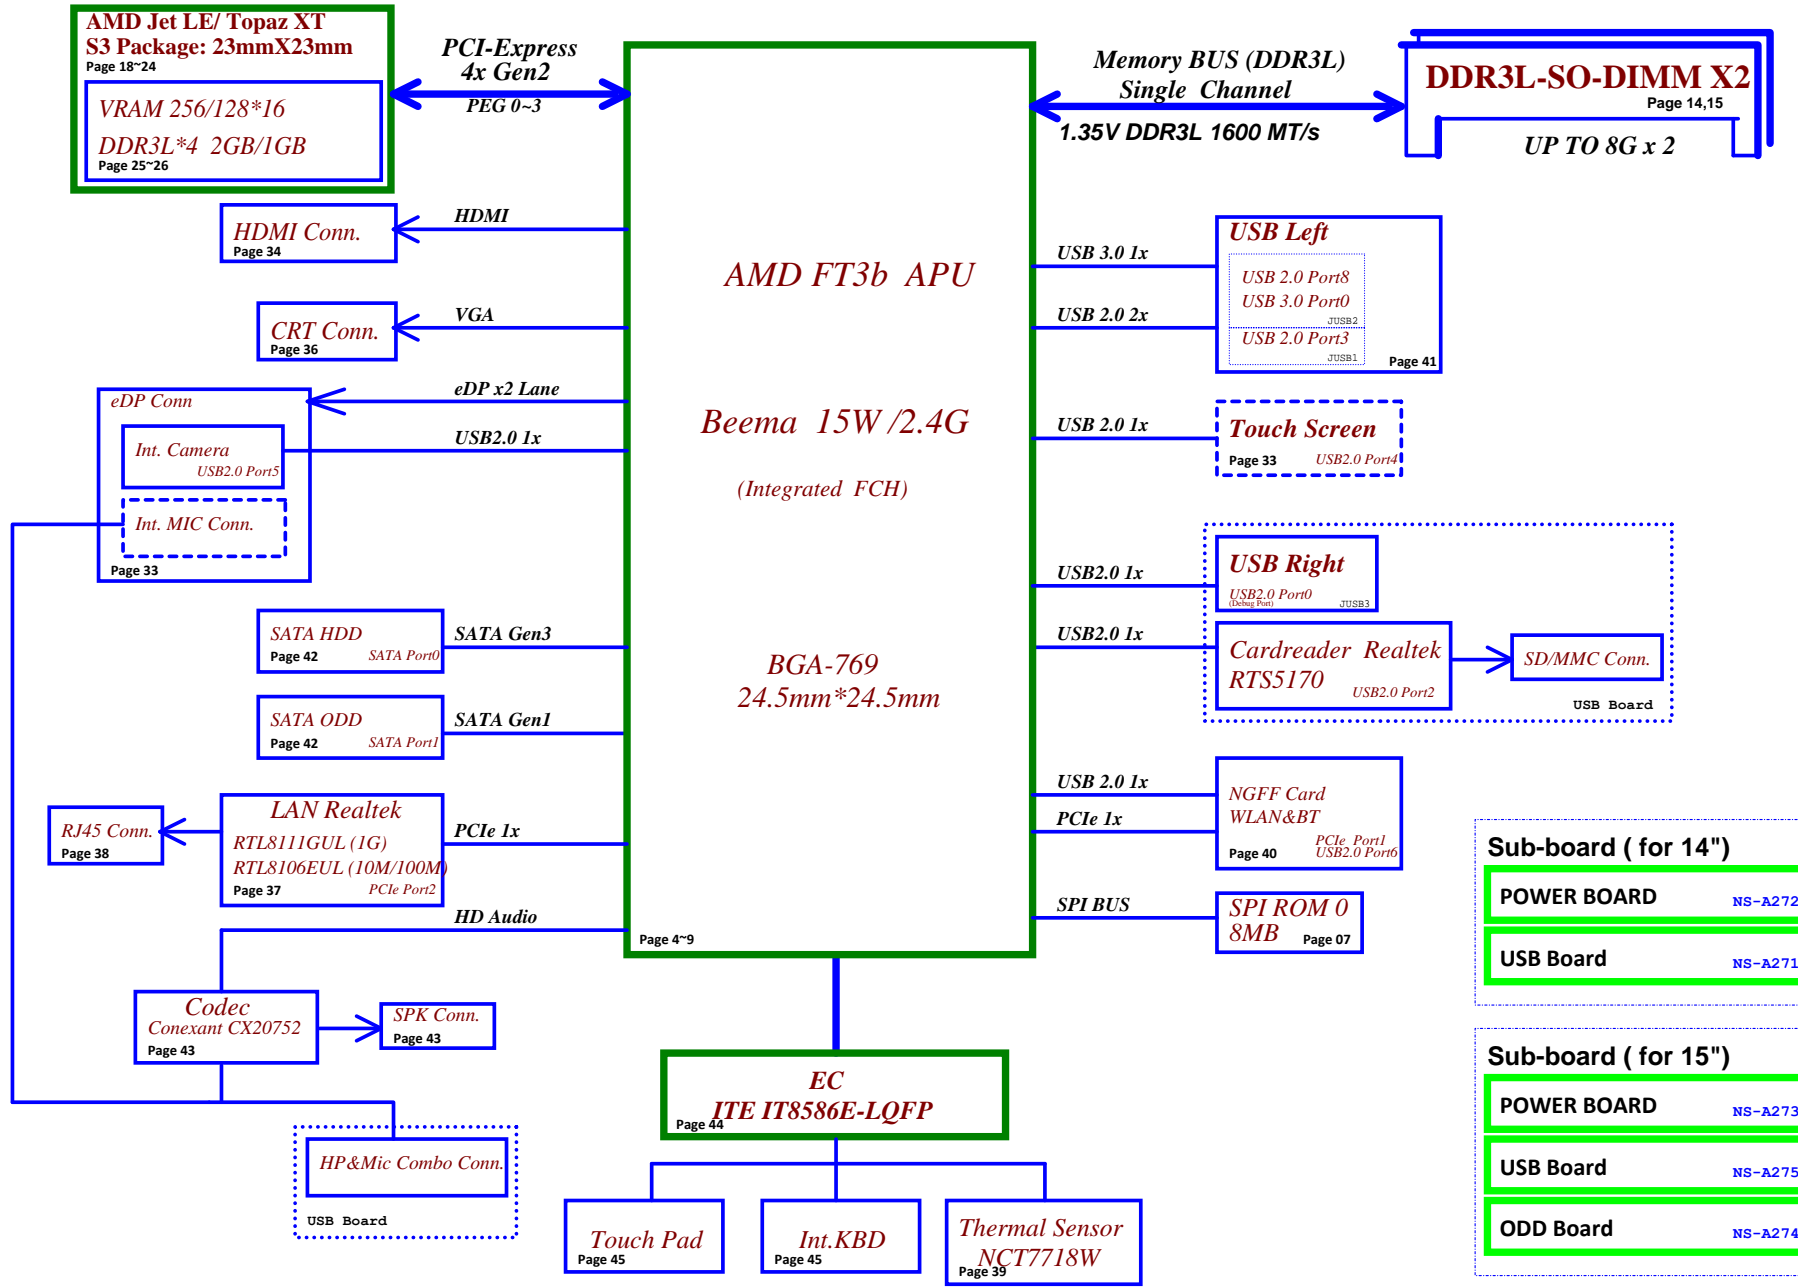 AMD Jet LE/ Topaz XT
S3 Package: 23mmX23mm
Page 18~24
VRAM 256/128*16
DDR3L*4 2GB/1GB
Page 25~26
PCI-Express
4x Gen2
PEG 0~3
Memory BUS (DDR3L)
Single Channel
1.35V DDR3L 1600 MT/s
DDR3L-SO-DIMM X2
Page 14,15
UP TO 8G x 2
HDMI Conn.
Page 34
HDMI
CRT Conn.
Page 36
VGA
eDP Conn
eDP x2 Lane
Int. Camera
USB2.0 Port5
USB2.0 1x
Int. MIC Conn.
Page 33
SATA HDD
Page 42
SATA Port0
SATA Gen3
SATA ODD
Page 42
SATA Port1
SATA Gen1
RJ45 Conn.
Page 38
LAN Realtek
RTL8111GUL (1G)
RTL8106EUL (10M/100M)
Page 37
PCIe Port2
PCIe 1x
HD Audio
Codec
Conexant CX20752
Page 43
SPK Conn.
Page 43
HP&Mic Combo Conn.
USB Board
AMD FT3b APU
Beema 15W /2.4G
(Integrated FCH)
BGA-769
24.5mm*24.5mm
Page 4~9
EC
ITE IT8586E-LQFP
Page 44
Touch Pad
Page 45
Int.KBD
Page 45
Thermal Sensor
NCT7718W
Page 39
USB 3.0 1x
USB 2.0 2x
USB Left
USB 2.0 Port8
USB 3.0 Port0
JUSB2
USB 2.0 Port3
JUSB1
Page 41
USB 2.0 1x
Touch Screen
Page 33
USB2.0 Port4
USB2.0 1x
USB Right
USB2.0 Port0
(Debug Port)
JUSB3
USB2.0 1x
Cardreader Realtek
RTS5170
USB2.0 Port2
SD/MMC Conn.
USB Board
USB 2.0 1x
PCIe 1x
NGFF Card
WLAN&BT
Page 40
PCIe Port1
USB2.0 Port6
SPI BUS
SPI ROM 0
8MB
Page 07
Sub-board ( for 14")
POWER BOARD
NS-A272
USB Board
NS-A271
Sub-board ( for 15")
POWER BOARD
NS-A273
USB Board
NS-A275
ODD Board
NS-A274